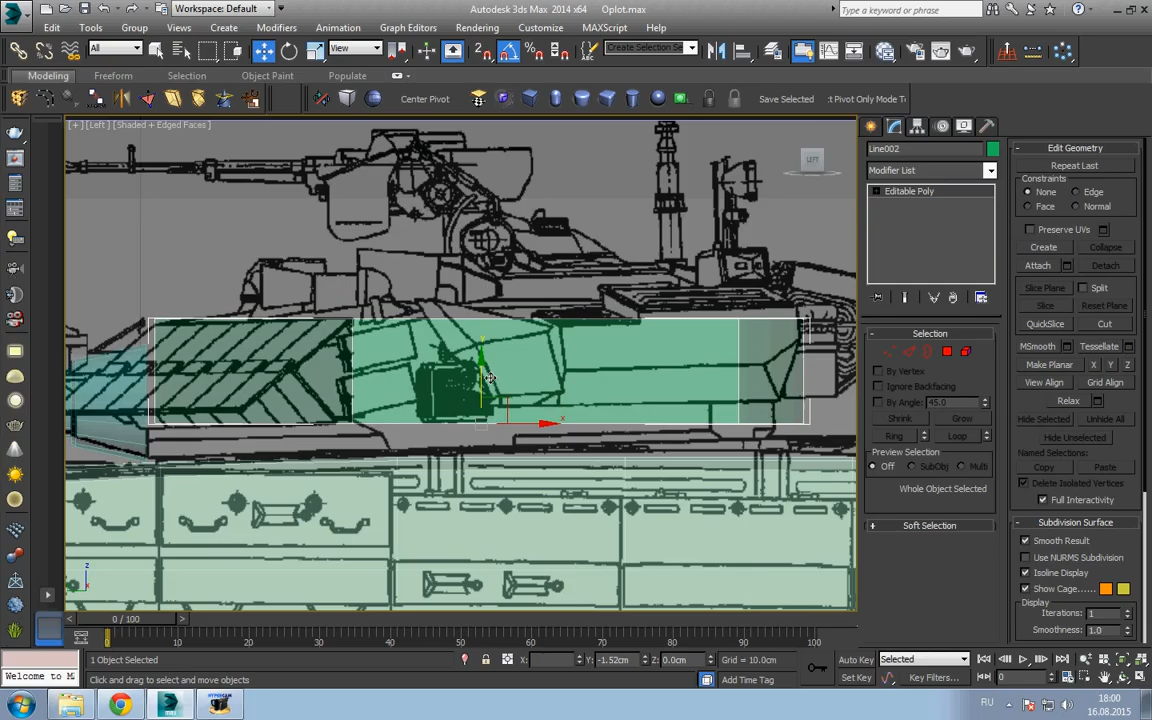 Workspace: Default
Autodesk 3ds Max 2014 x64
Oplot.max
Type a keyword or phrase
Edit
Tools
Group
Views
Create
Modifiers
Animation
Graph Editors
Rendering
Customize
MAXScript
Help
All
View
Create Selection Se
Modeling
Freeform
Selection
Object Paint
Populate
Center Pivot
Save Selected
:t Pivot Only Mode T
[+] [Left ] [Shaded + Edged Faces ]
LEFT
y
x
z
Line002
Modifier List
Editable Poly
Selection
By Vertex
Ignore Backfacing
By Angle: 45.0
Shrink
Grow
Ring
Loop
Preview Selection
Off
SubObj
Multi
Whole Object Selected
Soft Selection
Edit Geometry
Repeat Last
Constraints
None
Edge
Face
Normal
Preserve UVs
Create
Collapse
Attach
Detach
Slice Plane
Split
Slice
Reset Plane
QuickSlice
Cut
MSmooth
Tessellate
Make Planar
X
Y
Z
View Align
Grid Align
Relax
Hide Selected
Unhide All
Hide Unselected
Named Selections:
Copy
Paste
Delete Isolated Vertices
Full Interactivity
Subdivision Surface
Smooth Result
Use NURMS Subdivision
Isoline Display
Show Cage......
Display
Iterations: 1
Smoothness: 1.0
0 / 100
0
10
20
30
40
50
60
70
80
90
100
1 Object Selected
X:
Y: -1.52cm
Z: 0.0cm
Grid = 10.0cm
Auto Key
Selected
Welcome to M
Click and drag to select and move objects
Add Time Tag
Set Key
Key Filters...
0
RU
18:00
16.08.2015